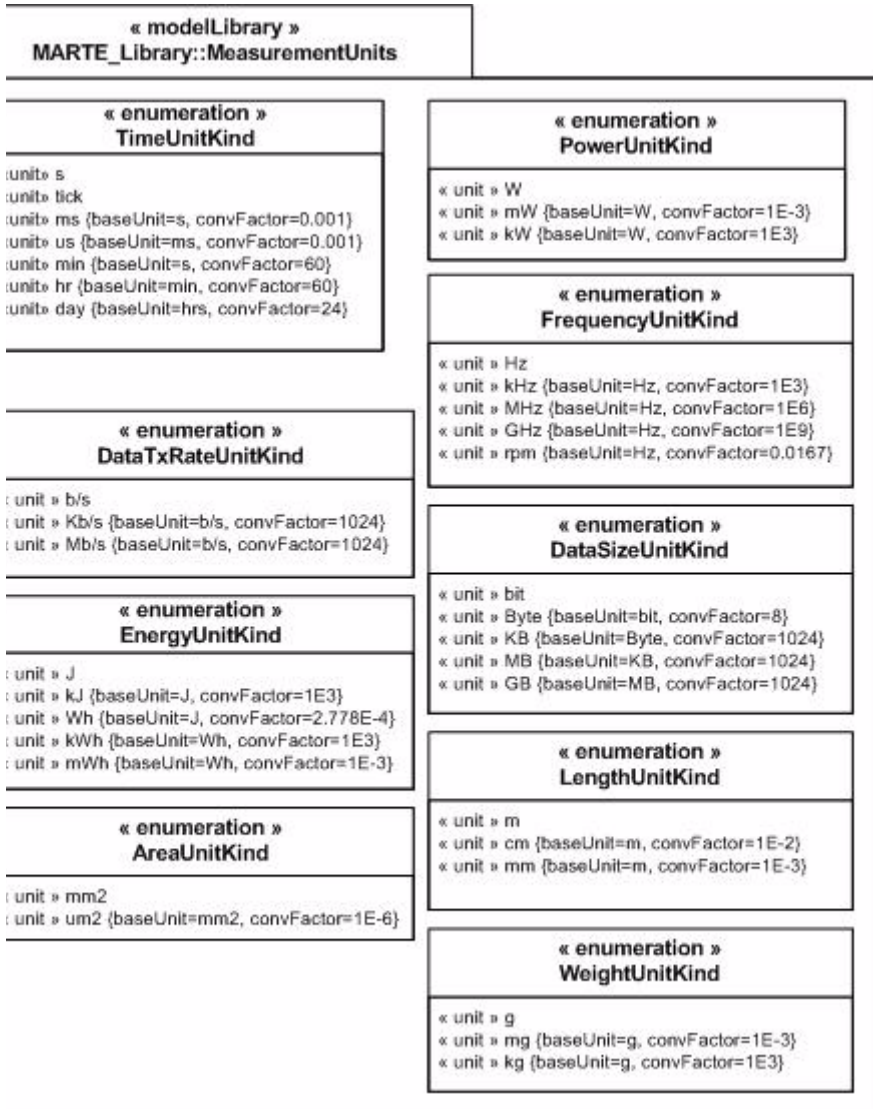 « modelLibrary »
MARTE_Library::MeasurementUnits
« enumeration »
TimeUnitKind
«unit» s
«unit» tick
«unit» ms {baseUnit=s, convFactor=0.001}
«unit» us {baseUnit=ms, convFactor=0.001}
«unit» min {baseUnit=s, convFactor=60}
«unit» hr {baseUnit=min, convFactor=60}
«unit» day {baseUnit=hrs, convFactor=24}
« enumeration »
DataTxRateUnitKind
« unit » b/s
« unit » Kb/s {baseUnit=b/s, convFactor=1024}
« unit » Mb/s {baseUnit=b/s, convFactor=1024}
« enumeration »
EnergyUnitKind
« unit » J
« unit » kJ {baseUnit=J, convFactor=1E3}
« unit » Wh {baseUnit=J, convFactor=2.778E-4}
« unit » kWh {baseUnit=Wh, convFactor=1E3}
« unit » mWh {baseUnit=Wh, convFactor=1E-3}
« enumeration »
AreaUnitKind
« unit » mm2
« unit » um2 {baseUnit=mm2, convFactor=1E-6}
« enumeration »
PowerUnitKind
« unit » W
« unit » mW {baseUnit=W, convFactor=1E-3}
« unit » kW {baseUnit=W, convFactor=1E3}
« enumeration »
FrequencyUnitKind
« unit » Hz
« unit » kHz {baseUnit=Hz, convFactor=1E3}
« unit » MHz {baseUnit=Hz, convFactor=1E6}
« unit » GHz {baseUnit=Hz, convFactor=1E9}
« unit » rpm {baseUnit=Hz, convFactor=0.0167}
« enumeration »
DataSizeUnitKind
« unit » bit
« unit » Byte {baseUnit=bit, convFactor=8}
« unit » KB {baseUnit=Byte, convFactor=1024}
« unit » MB {baseUnit=KB, convFactor=1024}
« unit » GB {baseUnit=MB, convFactor=1024}
« enumeration »
LengthUnitKind
« unit » m
« unit » cm {baseUnit=m, convFactor=1E-2}
« unit » mm {baseUnit=m, convFactor=1E-3}
« enumeration »
WeightUnitKind
« unit » g
« unit » mg {baseUnit=g, convFactor=1E-3}
« unit » kg {baseUnit=g, convFactor=1E3}